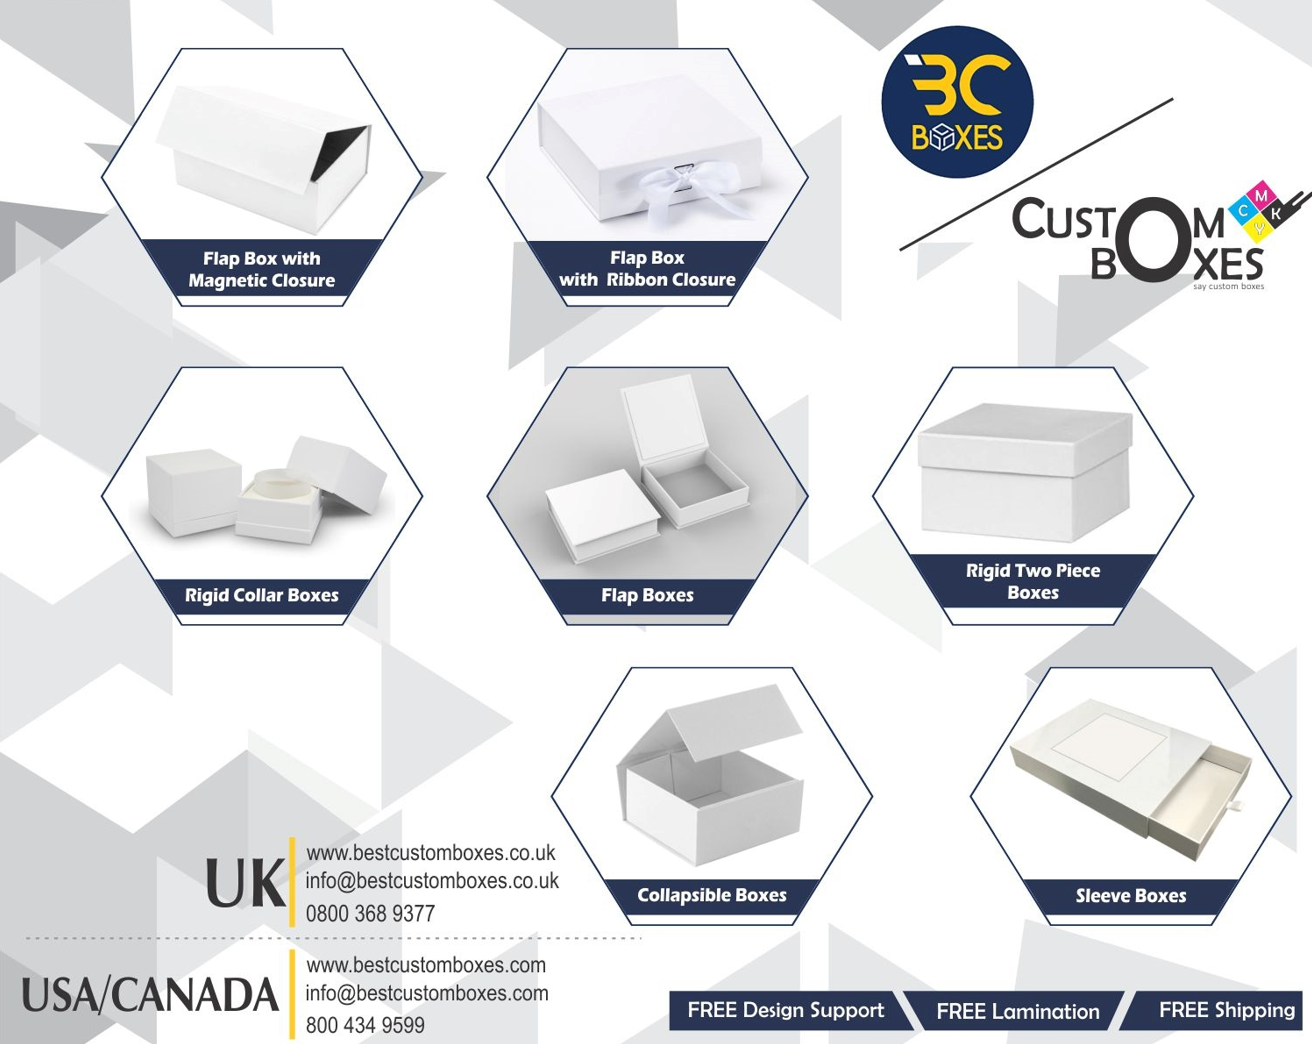 Flap Box with
Magnetic Closure
Flap Box
with Ribbon Closure
BC
BOXES
CUSTOM
BOXES
C M Y K
say custom boxes
Rigid Collar Boxes
Flap Boxes
Rigid Two Piece
Boxes
Collapsible Boxes
Sleeve Boxes
UK
www.bestcustomboxes.co.uk
info@bestcustomboxes.co.uk
0800 368 9377
USA/CANADA
www.bestcustomboxes.com
info@bestcustomboxes.com
800 434 9599
FREE Design Support
FREE Lamination
FREE Shipping